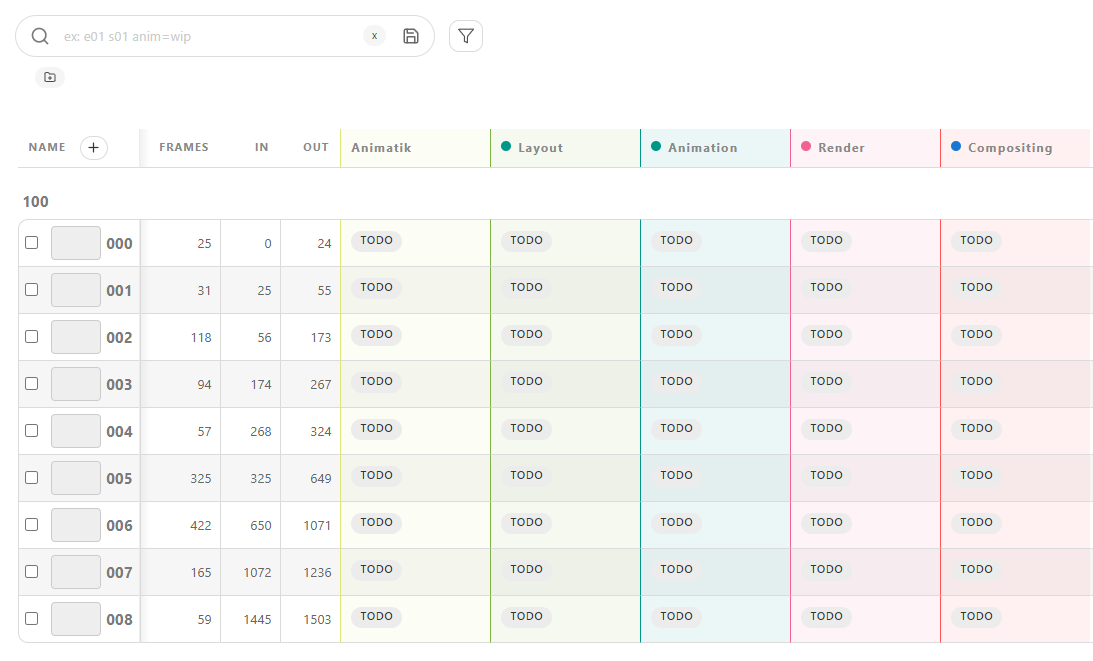 ex: e01 s01 anim=wip x
NAME + FRAMES IN OUT Animatik Layout Animation Render Compositing
100
000 25 0 24 TODO TODO TODO TODO TODO
001 31 25 55 TODO TODO TODO TODO TODO
002 118 56 173 TODO TODO TODO TODO TODO
003 94 174 267 TODO TODO TODO TODO TODO
004 57 268 324 TODO TODO TODO TODO TODO
005 325 325 649 TODO TODO TODO TODO TODO
006 422 650 1071 TODO TODO TODO TODO TODO
007 165 1072 1236 TODO TODO TODO TODO TODO
008 59 1445 1503 TODO TODO TODO TODO TODO